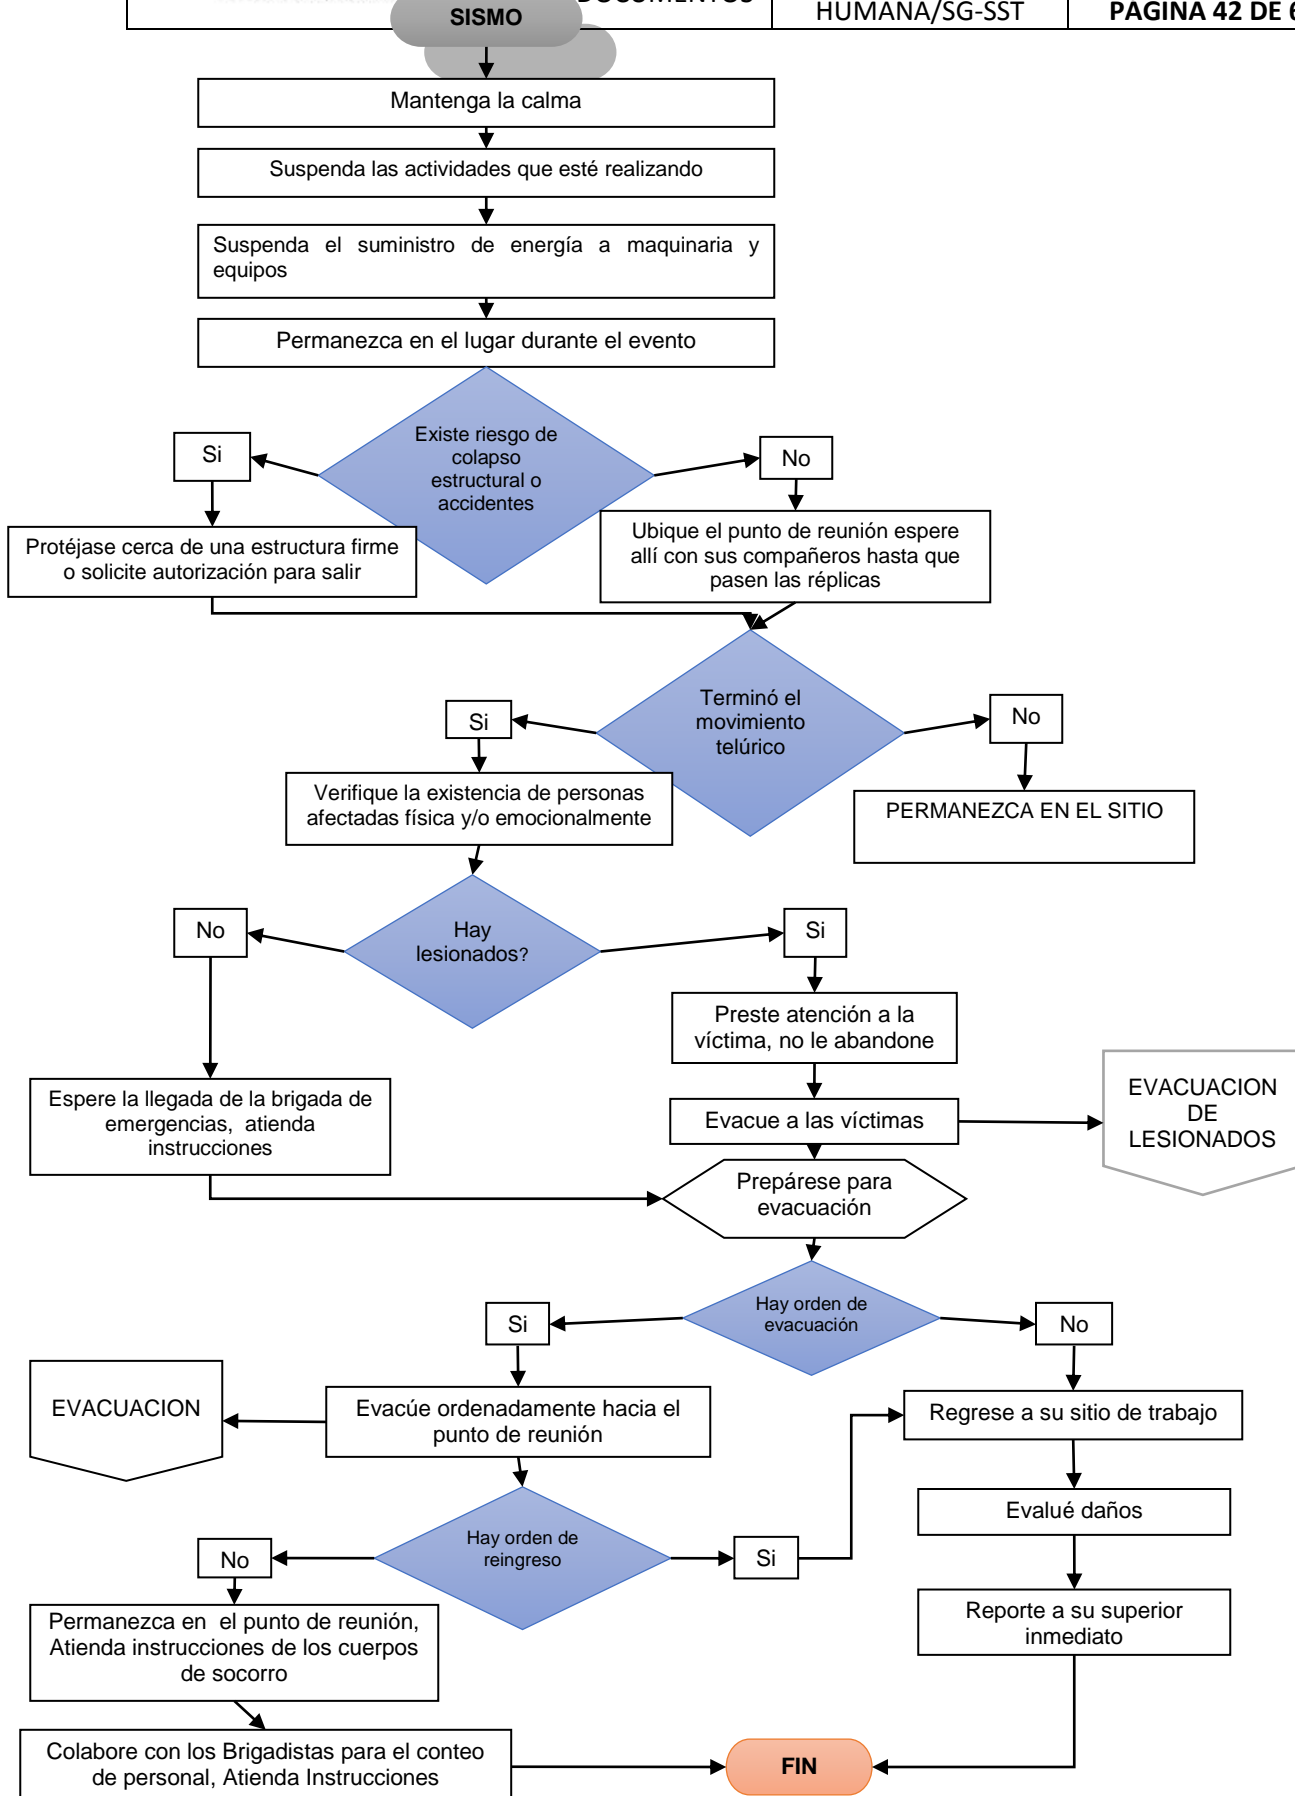 DOCUMENTOS
HUMANA/SG-SST
PAGINA 42 DE 6
SISMO
Mantenga la calma
Suspenda las actividades que esté realizando
Suspenda el suministro de energía a maquinaria y
equipos
Permanezca en el lugar durante el evento
Existe riesgo de
colapso
estructural o
accidentes
Si
No
Protéjase cerca de una estructura firme
o solicite autorización para salir
Ubique el punto de reunión espere
allí con sus compañeros hasta que
pasen las réplicas
Terminó el
movimiento
telúrico
Si
No
Verifique la existencia de personas
afectadas física y/o emocionalmente
PERMANEZCA EN EL SITIO
Hay
lesionados?
No
Si
Preste atención a la
víctima, no le abandone
Espere la llegada de la brigada de
emergencias, atienda
instrucciones
Evacue a las víctimas
EVACUACION
DE
LESIONADOS
Prepárese para
evacuación
Hay orden de
evacuación
Si
No
EVACUACION
Evacúe ordenadamente hacia el
punto de reunión
Regrese a su sitio de trabajo
Evalué daños
Hay orden de
reingreso
No
Si
Permanezca en el punto de reunión,
Atienda instrucciones de los cuerpos
de socorro
Reporte a su superior
inmediato
Colabore con los Brigadistas para el conteo
de personal, Atienda Instrucciones
FIN